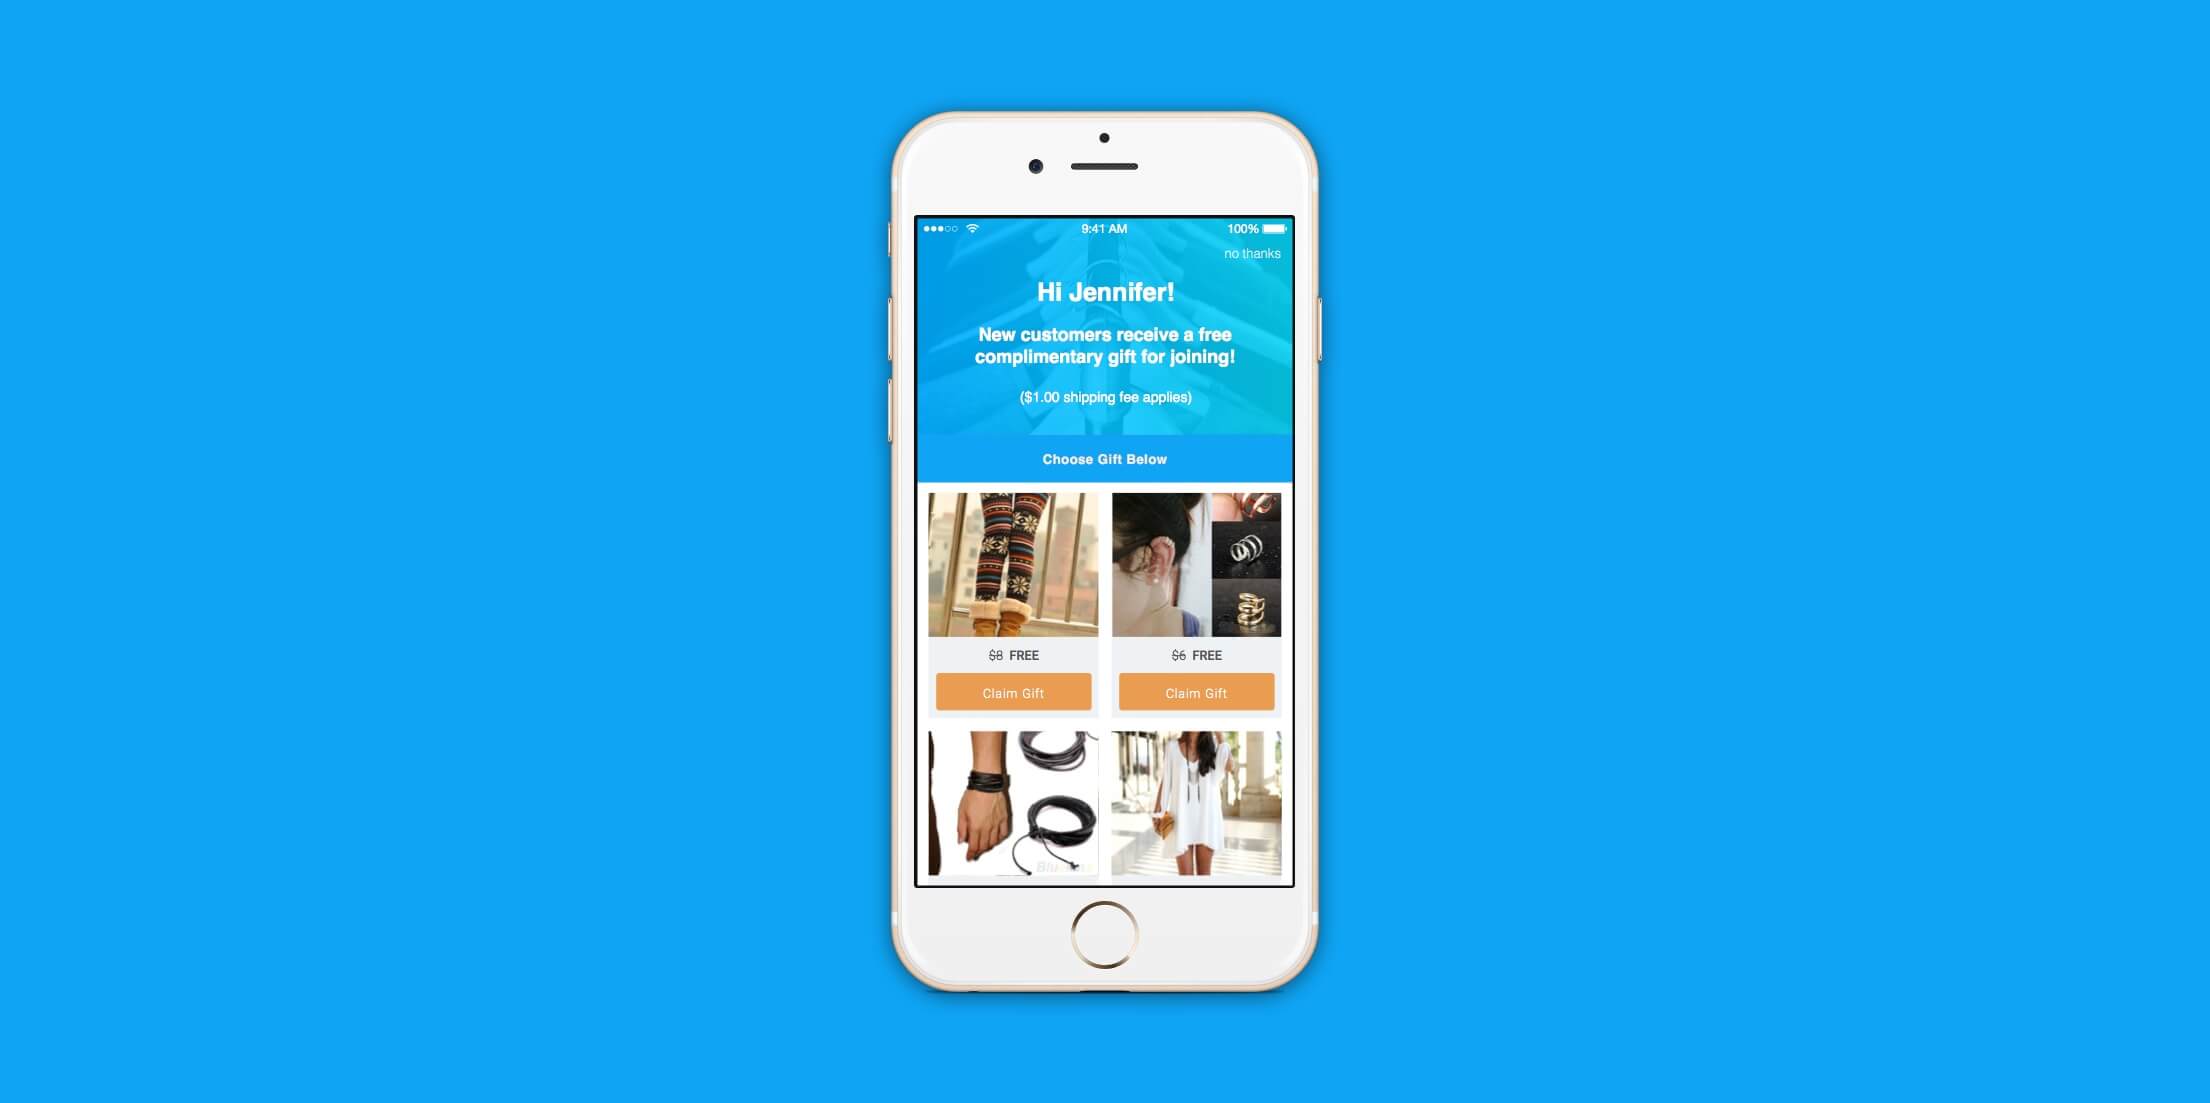 9:41 AM
100%
no thanks
Hi Jennifer!
New customers receive a free
complimentary gift for joining!
($1.00 shipping fee applies)
Choose Gift Below
$8 FREE
$6 FREE
Claim Gift
Claim Gift